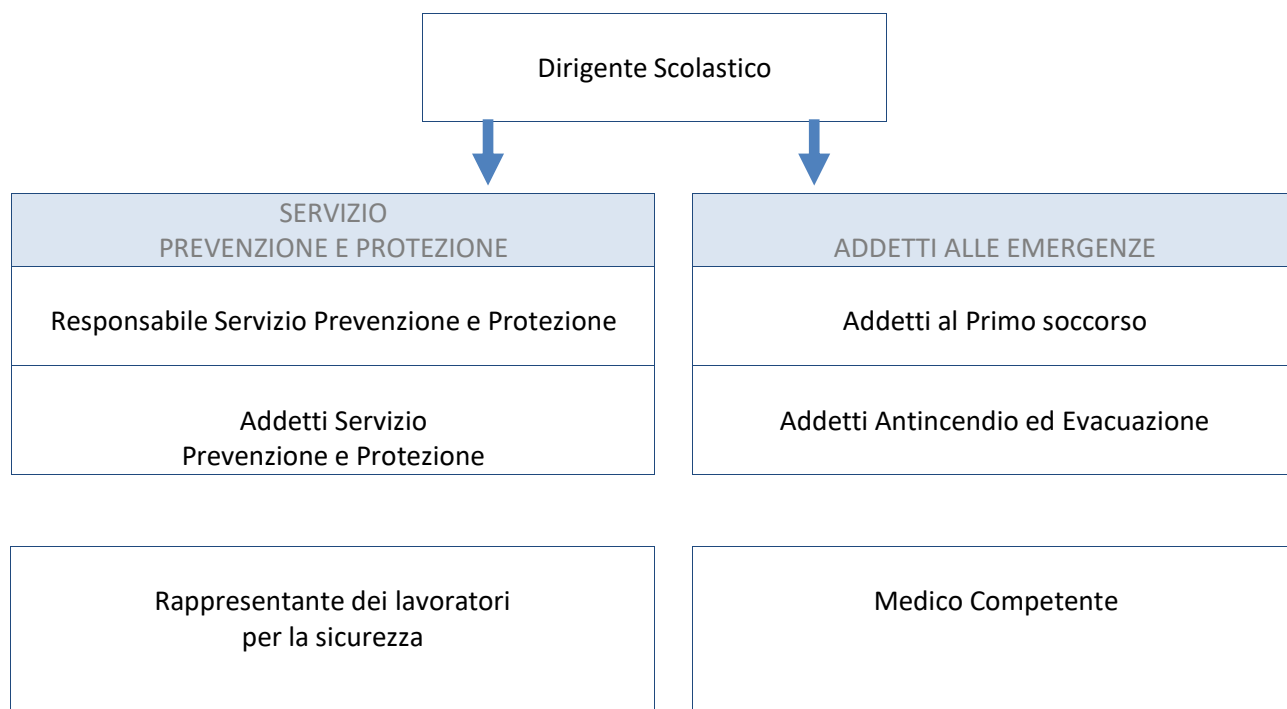 Dirigente Scolastico
SERVIZIO
PREVENZIONE E PROTEZIONE
Responsabile Servizio Prevenzione e Protezione
Addetti Servizio
Prevenzione e Protezione
ADDETTI ALLE EMERGENZE
Addetti al Primo soccorso
Addetti Antincendio ed Evacuazione
Rappresentante dei lavoratori
per la sicurezza
Medico Competente